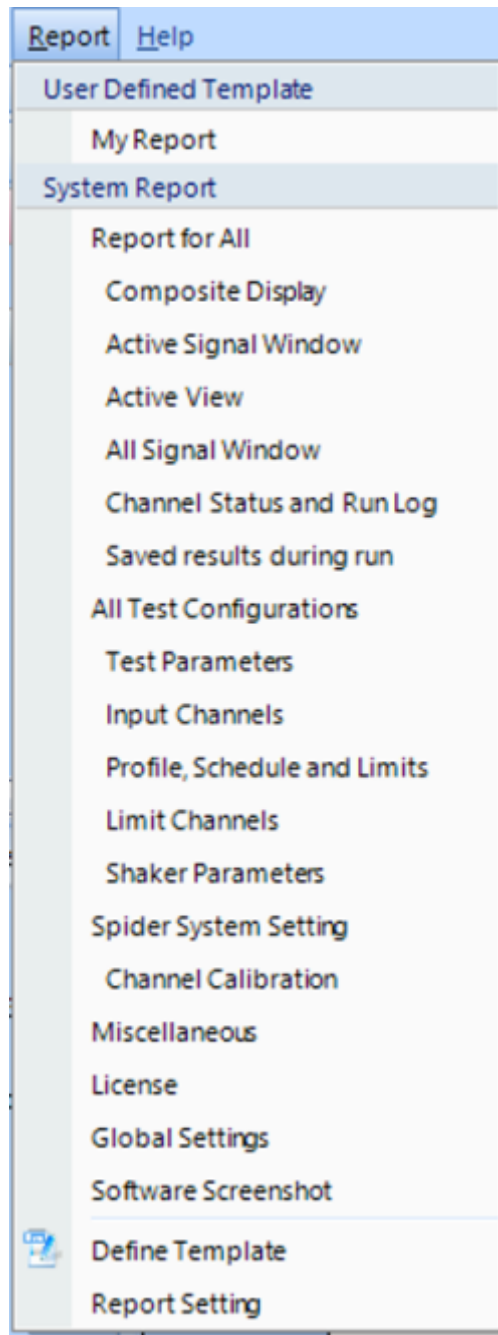 Report Help
User Defined Template
My Report
System Report
Report for All
Composite Display
Active Signal Window
Active View
All Signal Window
Channel Status and Run Log
Saved results during run
All Test Configurations
Test Parameters
Input Channels
Profile, Schedule and Limits
Limit Channels
Shaker Parameters
Spider System Setting
Channel Calibration
Miscellaneous
License
Global Settings
Software Screenshot
Define Template
Report Setting